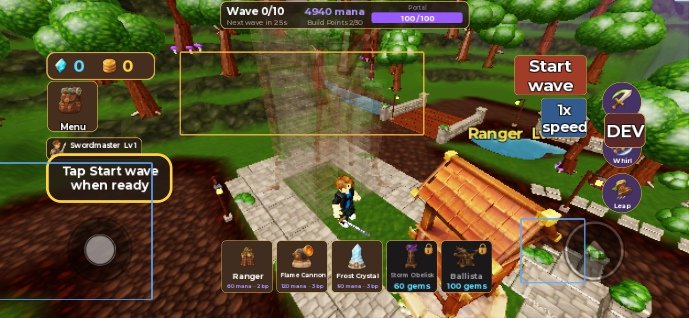 Wave 0/10
4940 mana
Portal
Next wave in 25s
Build Points 2/30
100/100
0
0
Menu
Swordmaster Lv1
Tap Start wave
when ready
Start
wave
1x
speed
DEV
Whirl
Leap
Ranger L
Ranger
60 mana · 2 bp
Flame Cannon
120 mana · 3 bp
Frost Crystal
90 mana · 3 bp
Storm Obelisk
60 gems
Ballista
100 gems